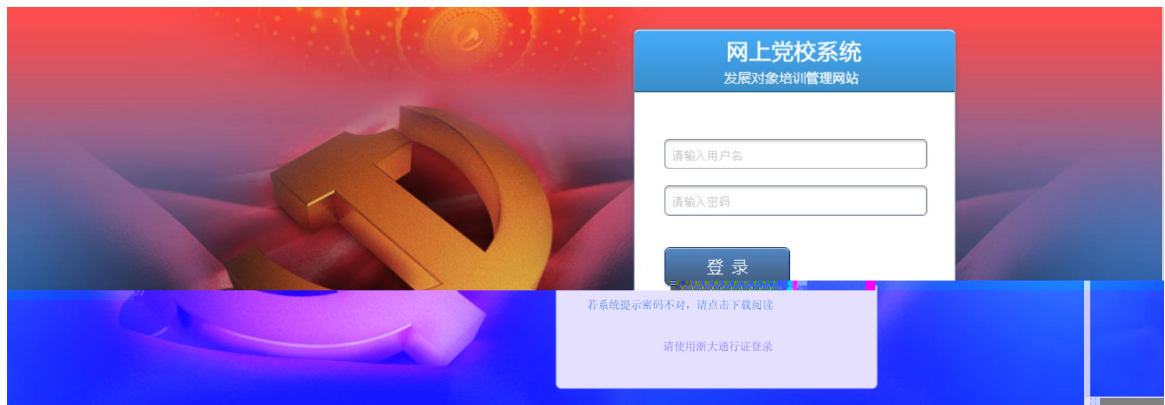 网上党校系统
发展对象培训管理网站
请输入用户名
请输入密码
登录
若系统提示密码不对，请点击下载阅读
请使用浙大通行证登录